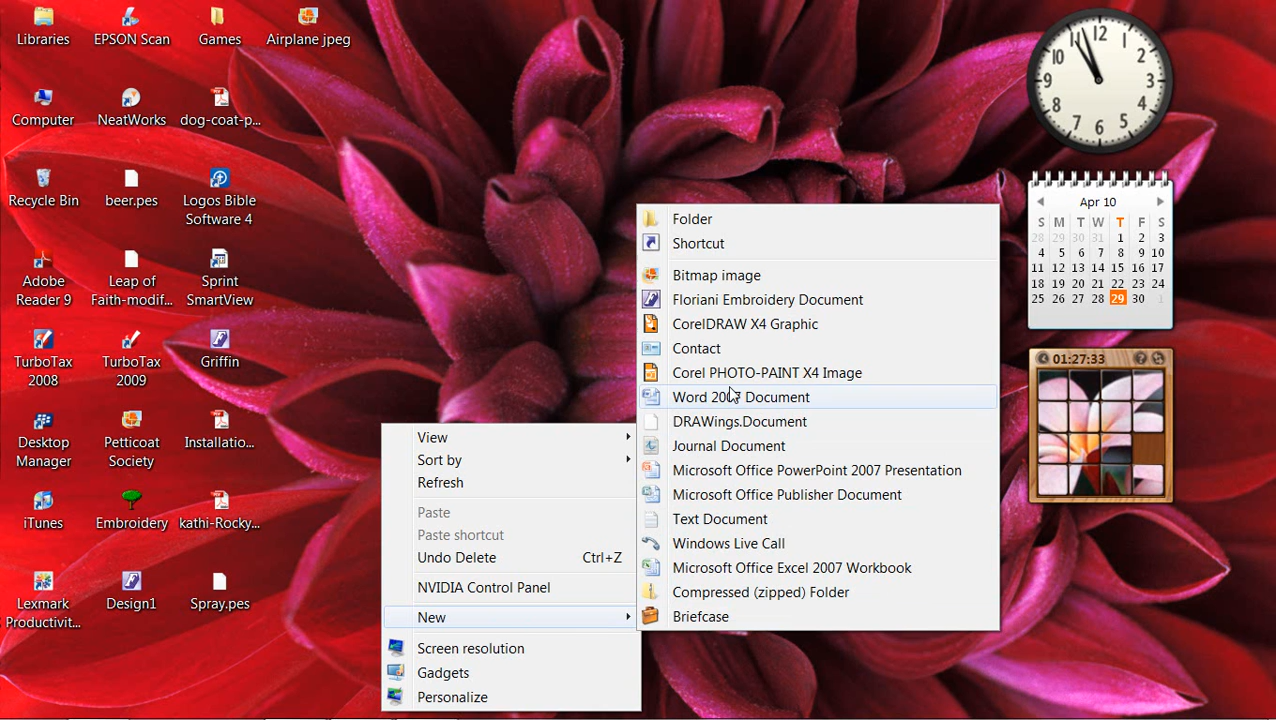 Libraries
EPSON Scan
Games
Airplane jpeg
Computer
NeatWorks
dog-coat-p...
Recycle Bin
beer.pes
Logos Bible
Software 4
Adobe
Reader 9
Leap of
Faith-modif...
Sprint
SmartView
TurboTax
2008
TurboTax
2009
Griffin
Desktop
Manager
Petticoat
Society
Installatio...
iTunes
Embroidery
kathi-Rocky...
Lexmark
Productivit...
Design1
Spray.pes
View
Sort by
Refresh
Paste
Paste shortcut
Undo Delete Ctrl+Z
NVIDIA Control Panel
New
Screen resolution
Gadgets
Personalize
Folder
Shortcut
Bitmap image
Floriani Embroidery Document
CorelDRAW X4 Graphic
Contact
Corel PHOTO-PAINT X4 Image
Word 2007 Document
DRAWings.Document
Journal Document
Microsoft Office PowerPoint 2007 Presentation
Microsoft Office Publisher Document
Text Document
Windows Live Call
Microsoft Office Excel 2007 Workbook
Compressed (zipped) Folder
Briefcase
12
1
2
3
4
5
6
7
8
9
10
Apr 10
S M T W T F S
28 29 30 31 1 2 3
4 5 6 7 8 9 10
11 12 13 14 15 16 17
18 19 20 21 22 23 24
25 26 27 28 29 30 1
01:27:33 ?